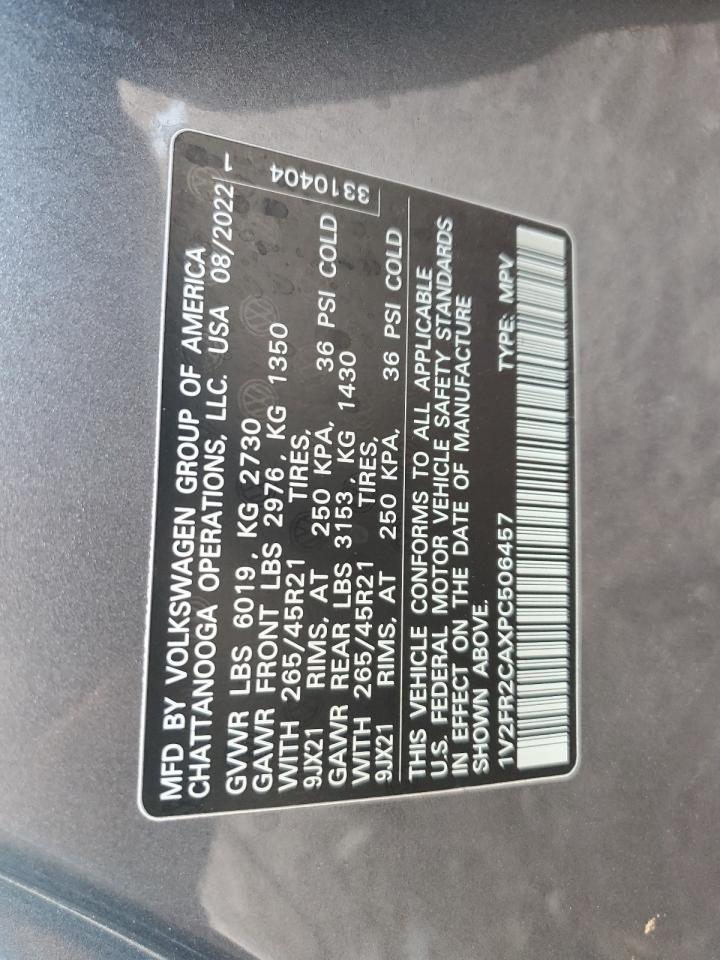 MFD BY VOLKSWAGEN GROUP OF AMERICA
CHATTANOOGA OPERATIONS, LLC. USA 08/2022 1
GVWR LBS 6019, KG 2730
3310404
GAWR FRONT LBS 2976, KG 1350
WITH 265/45R21 TIRES,
9JX21 RIMS, AT 250 KPA, 36 PSI COLD
GAWR REAR LBS 3153, KG 1430
WITH 265/45R21 TIRES,
9JX21 RIMS, AT 250 KPA, 36 PSI COLD
THIS VEHICLE CONFORMS TO ALL APPLICABLE
U.S. FEDERAL MOTOR VEHICLE SAFETY STANDARDS
IN EFFECT ON THE DATE OF MANUFACTURE
SHOWN ABOVE.
1V2FR2CAXPC506457 TYPE: MPV